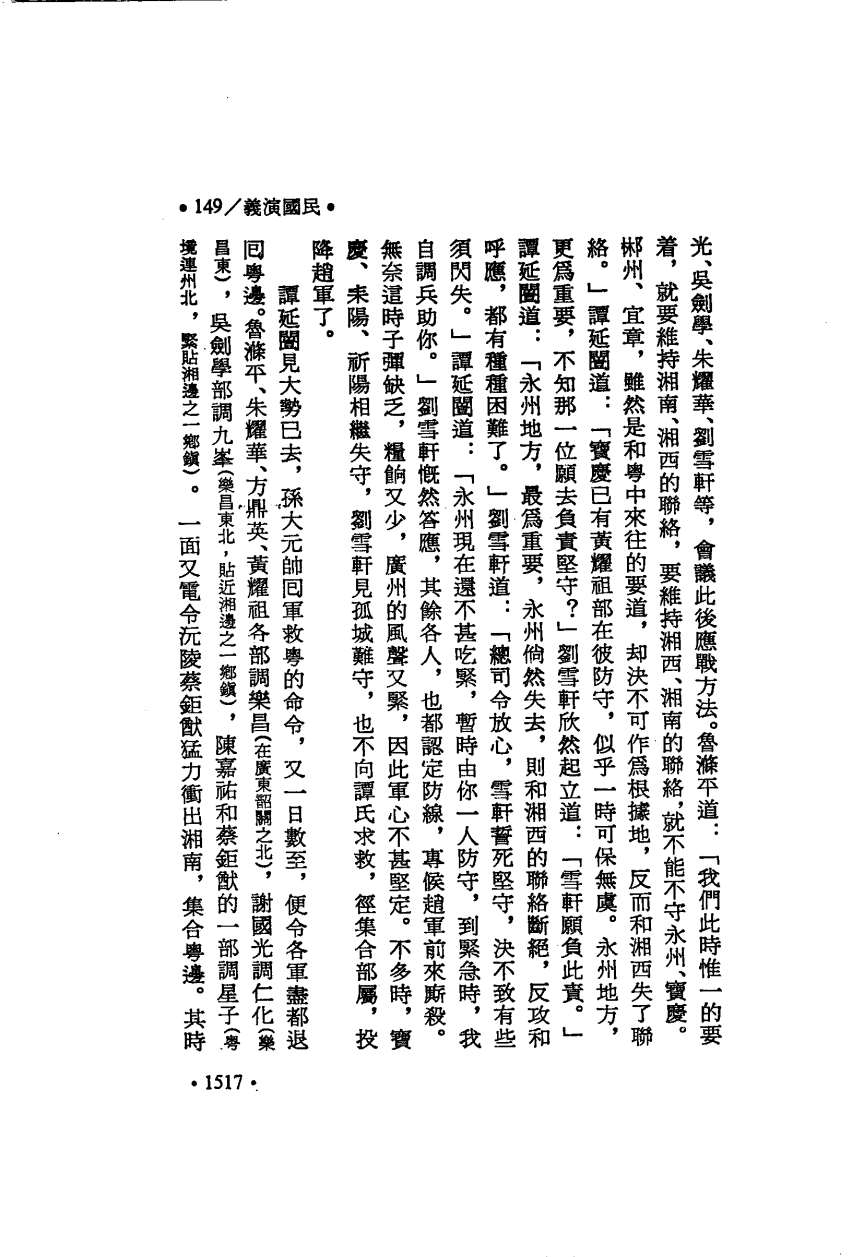 •149／義演國民•
光、吳劍學、朱耀華、劉雪軒等，會議此後應戰方法。魯滌平道：「我們此時惟一的要
着，就要維持湘南、湘西的聯絡，要維持湘西、湘南的聯絡，就不能不守永州、寶慶。
郴州、宜章，雖然是和粵中來往的要道，却決不可作爲根據地，反而和湘西失了聯
絡。」譚延闓道：「寶慶已有黃耀祖部在彼防守，似乎一時可保無虞。永州地方，
更爲重要，不知那一位願去負責堅守？」劉雪軒欣然起立道：「雪軒願負此責。」
譚延闓道：「永州地方，最爲重要，永州倘然失去，則和湘西的聯絡斷絕，反攻和
呼應，都有種種困難了。」劉雪軒道：「總司令放心，雪軒誓死堅守，決不致有些
須閃失。」譚延闓道：「永州現在還不甚吃緊，暫時由你一人防守，到緊急時，我
自調兵助你。」劉雪軒慨然答應，其餘各人，也都認定防線，專候趙軍前來厮殺。
無奈這時子彈缺乏，糧餉又少，廣州的風聲又緊，因此軍心不甚堅定。不多時，寶
慶、耒陽、祈陽相繼失守，劉雪軒見孤城難守，也不向譚氏求救，徑集合部屬，投
降趙軍了。
譚延闓見大勢已去，孫大元帥回軍救粵的命令，又一日數至，便令各軍盡都退
回粵邊。魯滌平、朱耀華、方鼎英、黃耀祖各部調樂昌（在廣東韶關之北），謝國光調仁化（樂
昌東），吳劍學部調九峯（樂昌東北，貼近湘邊之一鄉鎮），陳嘉祐和蔡鉅猷的一部調星子（粵
境連州北，緊貼湘邊之一鄉鎮）。一面又電令沅陵蔡鉅猷猛力衝出湘南，集合粵邊。其時
•1517•